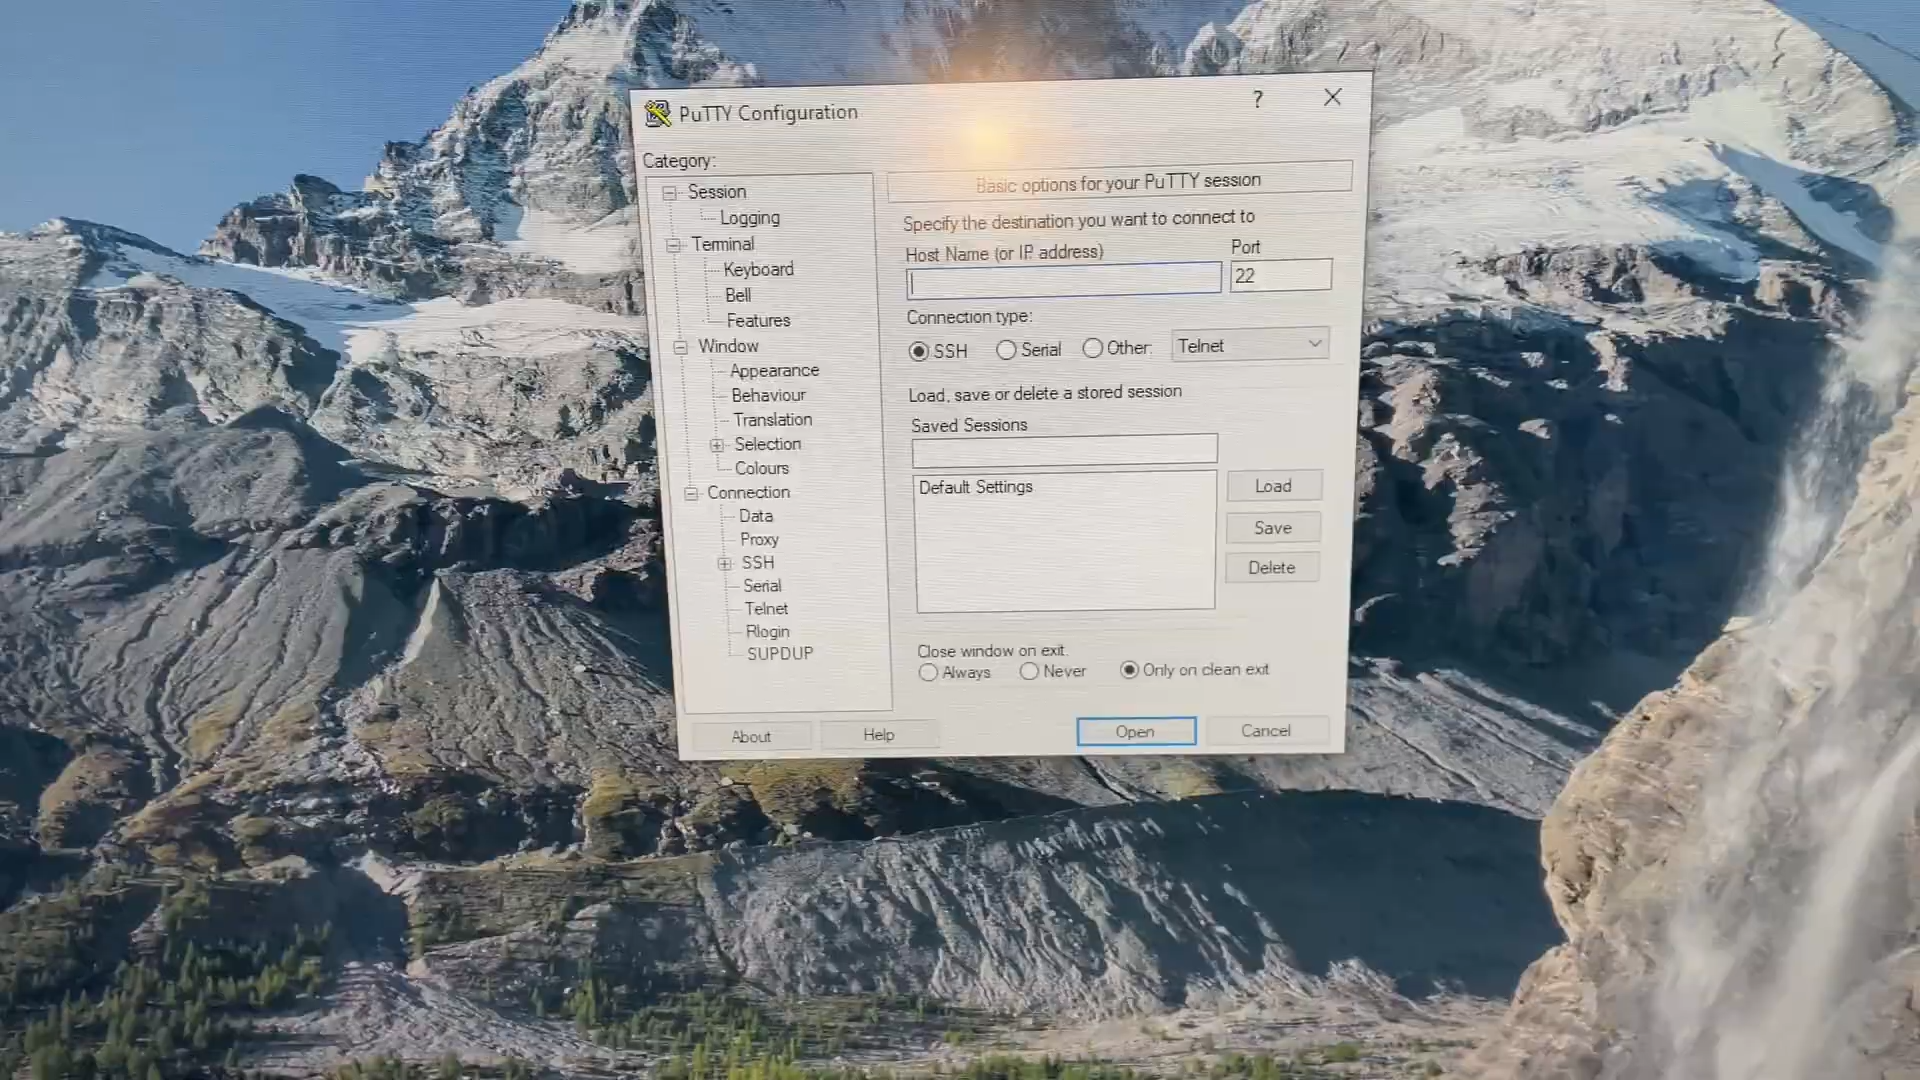 PuTTY Configuration
?
Category:
Session
Logging
Terminal
Keyboard
Bell
Features
Window
Appearance
Behaviour
Translation
Selection
Colours
Connection
Data
Proxy
SSH
Serial
Telnet
Rlogin
SUPDUP
Basic options for your PuTTY session
Specify the destination you want to connect to
Host Name (or IP address) Port
22
Connection type:
SSH Serial Other: Telnet
Load, save or delete a stored session
Saved Sessions
Default Settings
Load
Save
Delete
Close window on exit:
Always Never Only on clean exit
About Help Open Cancel